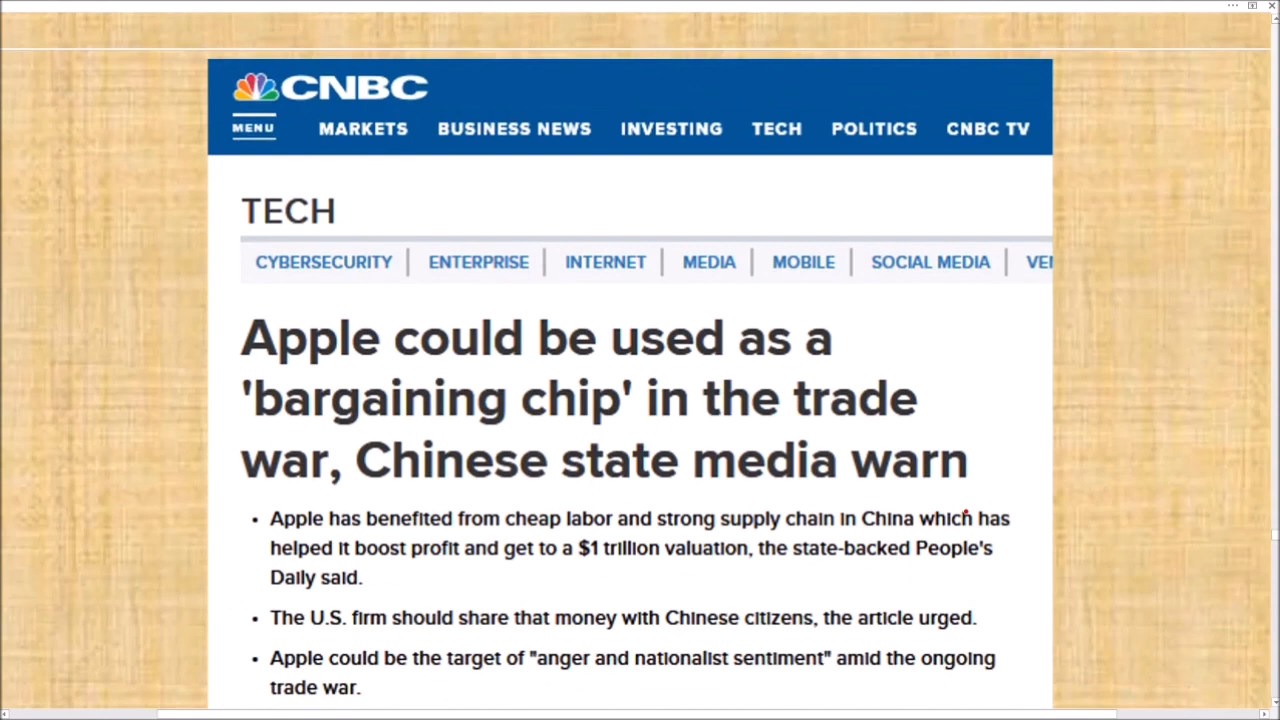 CNBC
MENU MARKETS BUSINESS NEWS INVESTING TECH POLITICS CNBC TV
TECH
CYBERSECURITY ENTERPRISE INTERNET MEDIA MOBILE SOCIAL MEDIA
Apple could be used as a
'bargaining chip' in the trade
war, Chinese state media warn
• Apple has benefited from cheap labor and strong supply chain in China which has
helped it boost profit and get to a $1 trillion valuation, the state-backed People's
Daily said.
• The U.S. firm should share that money with Chinese citizens, the article urged.
• Apple could be the target of "anger and nationalist sentiment" amid the ongoing
trade war.